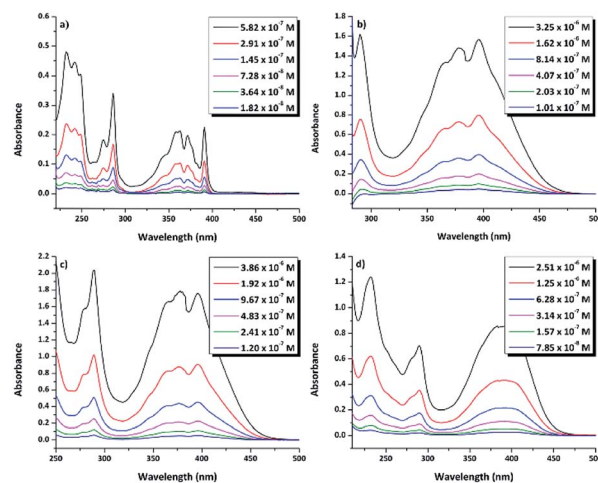 a)
5.82 x 10⁻⁷ M
2.91 x 10⁻⁷ M
1.45 x 10⁻⁷ M
7.28 x 10⁻⁸ M
3.64 x 10⁻⁸ M
1.82 x 10⁻⁸ M
Absorbance
0.6
0.5
0.4
0.3
0.2
0.1
0.0
250 300 350 400 450 500
Wavelength (nm)
b)
3.25 x 10⁻⁶ M
1.62 x 10⁻⁶ M
8.14 x 10⁻⁷ M
4.07 x 10⁻⁷ M
2.03 x 10⁻⁷ M
1.01 x 10⁻⁷ M
Absorbance
1.8
1.6
1.4
1.2
1.0
0.8
0.6
0.4
0.2
0.0
300 350 400 450 500
Wavelength (nm)
c)
3.86 x 10⁻⁶ M
1.92 x 10⁻⁶ M
9.67 x 10⁻⁷ M
4.83 x 10⁻⁷ M
2.41 x 10⁻⁷ M
1.20 x 10⁻⁷ M
Absorbance
2.2
2.0
1.8
1.6
1.4
1.2
1.0
0.8
0.6
0.4
0.2
0.0
250 300 350 400 450 500
Wavelength (nm)
d)
2.51 x 10⁻⁶ M
1.25 x 10⁻⁶ M
6.28 x 10⁻⁷ M
3.14 x 10⁻⁷ M
1.57 x 10⁻⁷ M
7.85 x 10⁻⁸ M
Absorbance
1.4
1.2
1.0
0.8
0.6
0.4
0.2
0.0
250 300 350 400 450 500
Wavelength (nm)